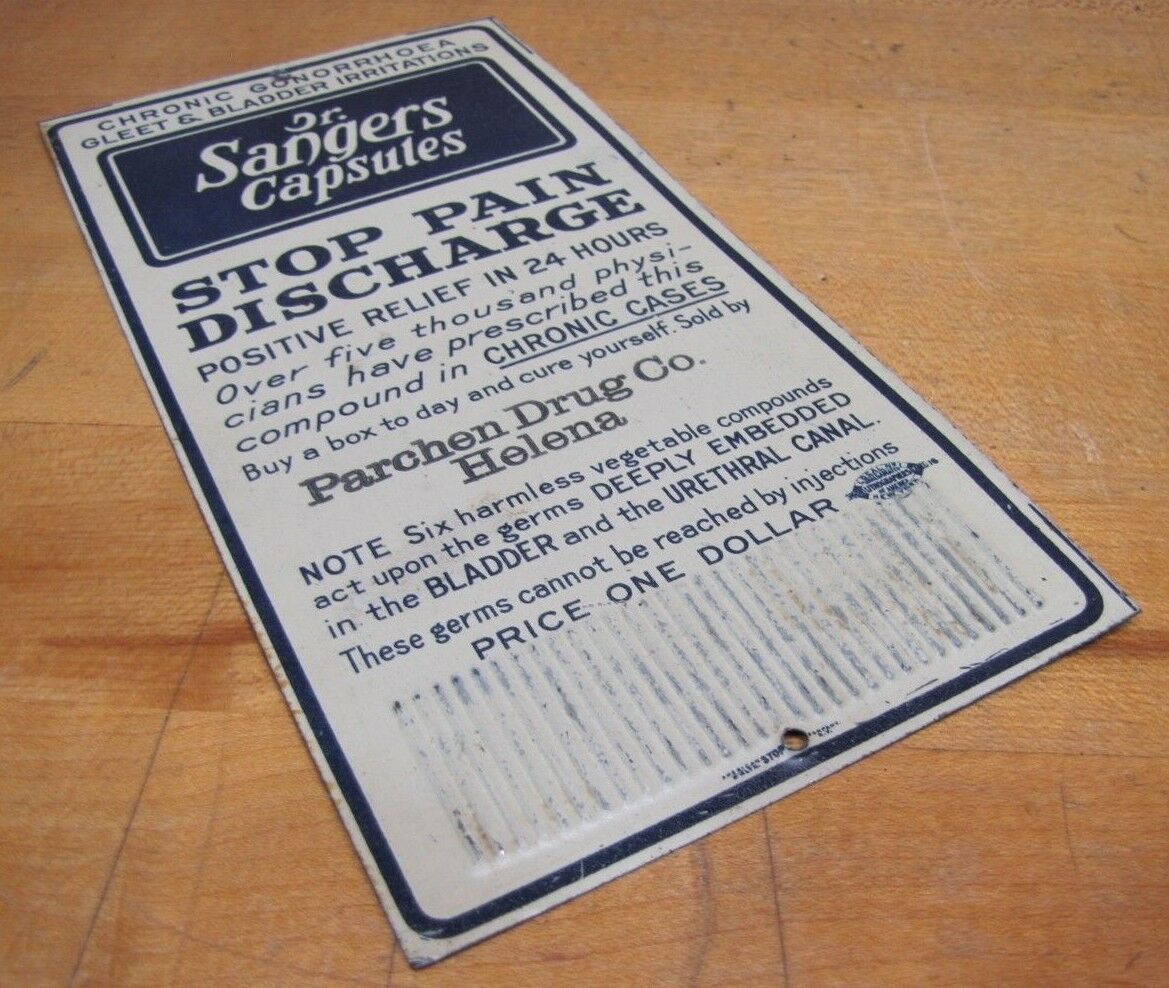 CHRONIC GONORRHOEA
GLEET & BLADDER IRRITATIONS
Dr.
Sangers
Capsules
STOP PAIN
DISCHARGE
POSITIVE RELIEF IN 24 HOURS
Over five thousand physi-
cians have prescribed this
compound in CHRONIC CASES
Buy a box to day and cure yourself. Sold by
Parchen Drug Co.
Helena
NOTE Six harmless vegetable compounds
act upon the germs DEEPLY EMBEDDED
in the BLADDER and the URETHRAL CANAL.
These germs cannot be reached by injections
PRICE ONE DOLLAR